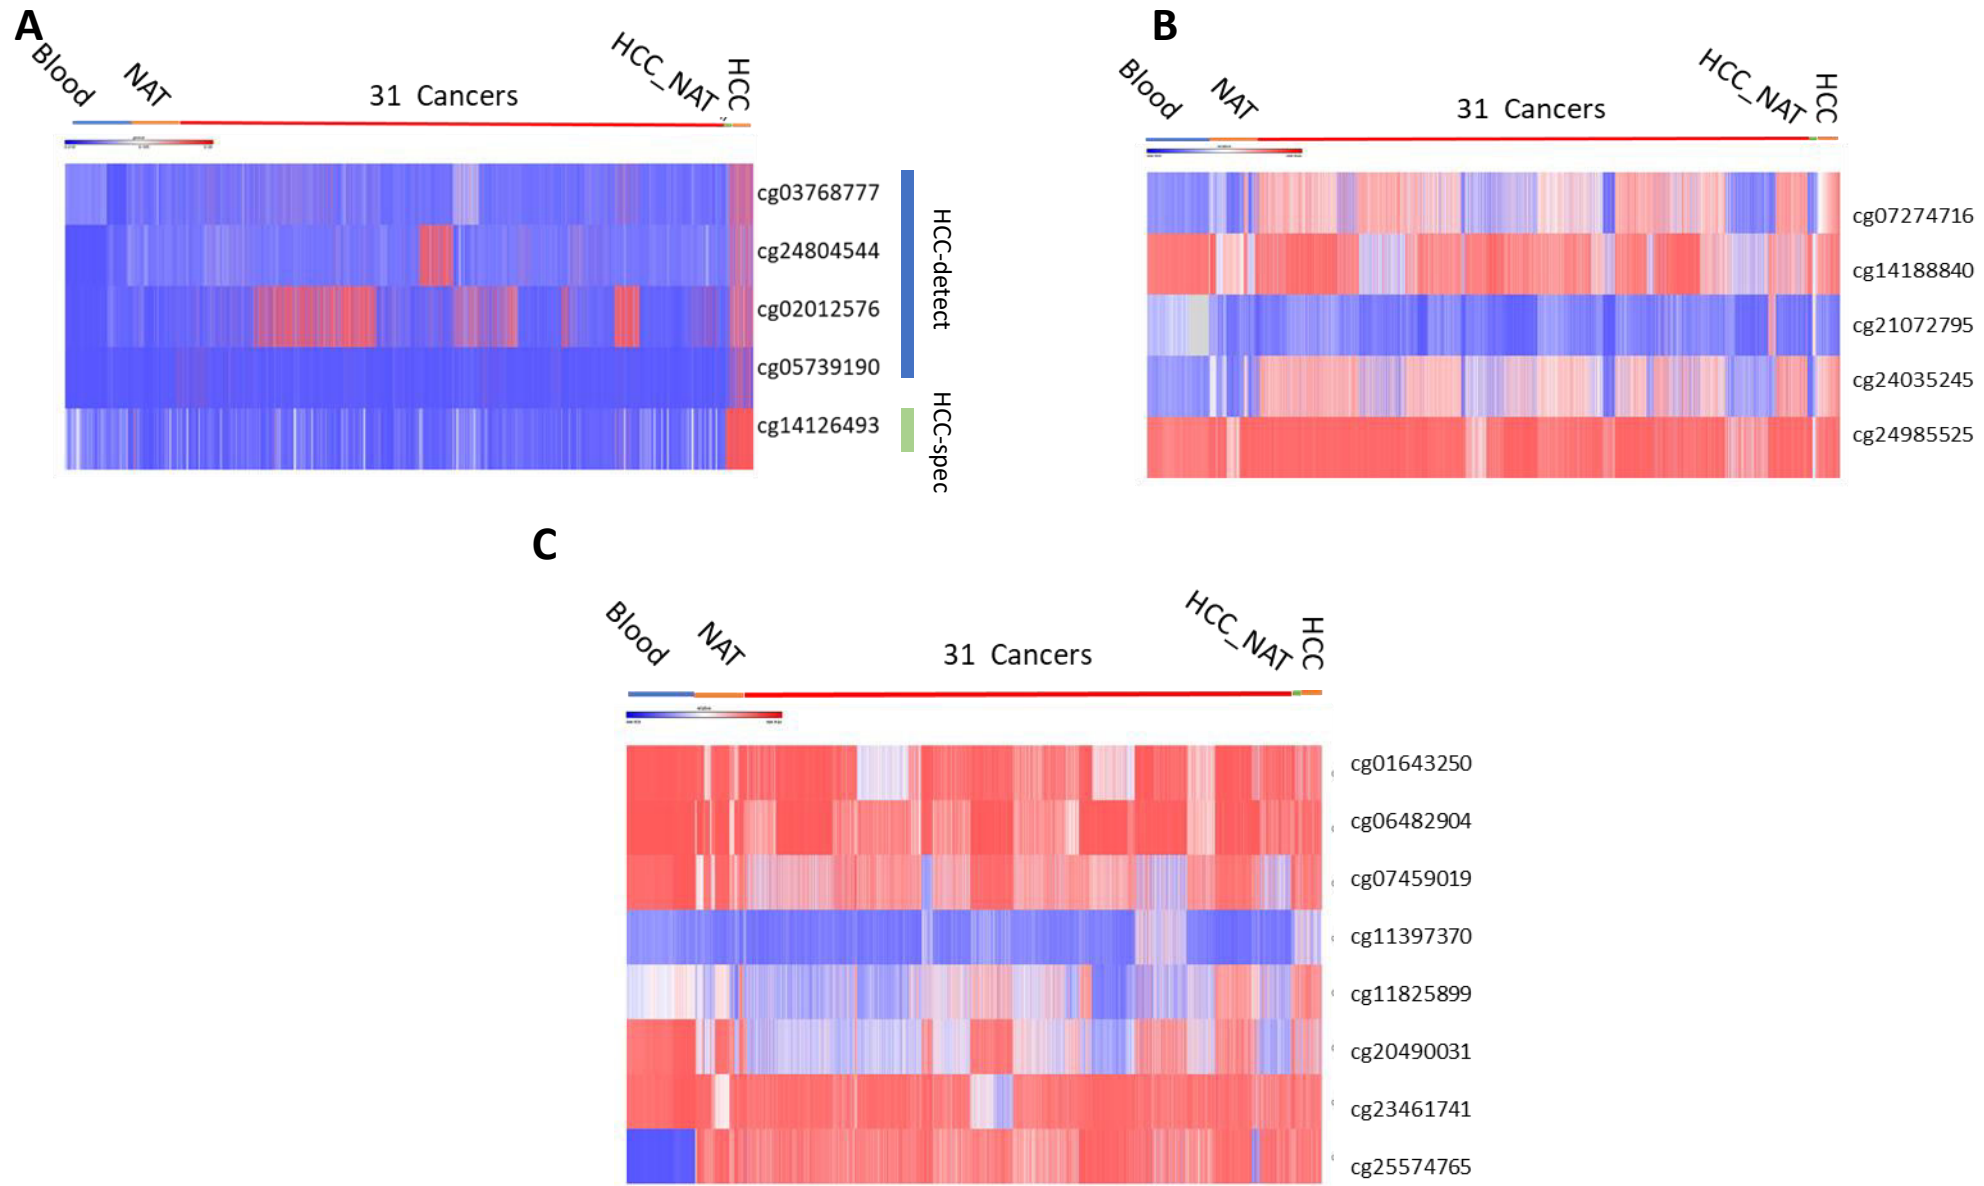 A
Blood
NAT
31 Cancers
HCC_NAT
HCC
cg03768777
cg24804544
cg02012576
cg05739190
cg14126493
HCC-detect
HCC-spec
B
Blood
NAT
31 Cancers
HCC_NAT
HCC
cg07274716
cg14188840
cg21072795
cg24035245
cg24985525
C
Blood
NAT
31 Cancers
HCC_NAT
HCC
cg01643250
cg06482904
cg07459019
cg11397370
cg11825899
cg20490031
cg23461741
cg25574765